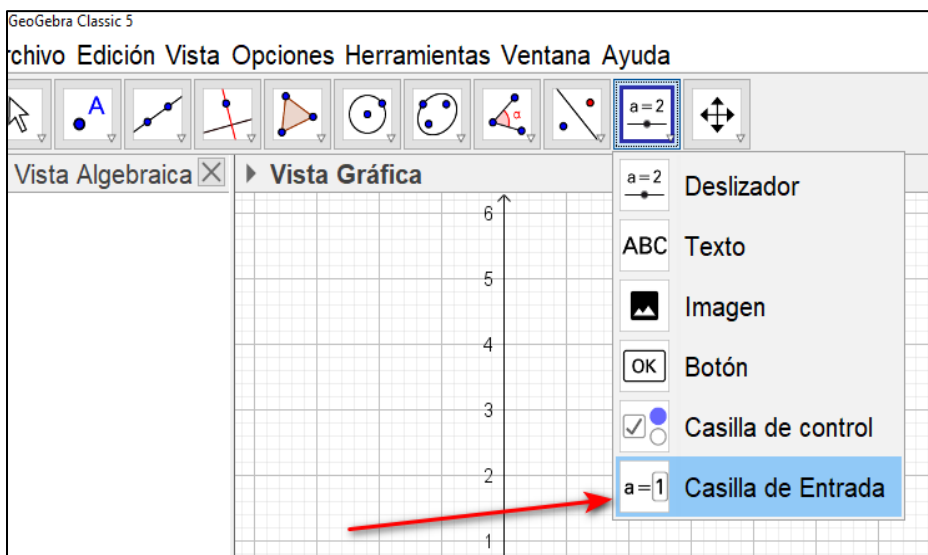 GeoGebra Classic 5
rchivo Edición Vista Opciones Herramientas Ventana Ayuda
A
α
a=2
Vista Algebraica
Vista Gráfica
a=2 Deslizador
ABC Texto
Imagen
OK Botón
Casilla de control
a=1 Casilla de Entrada
6
5
4
3
2
1